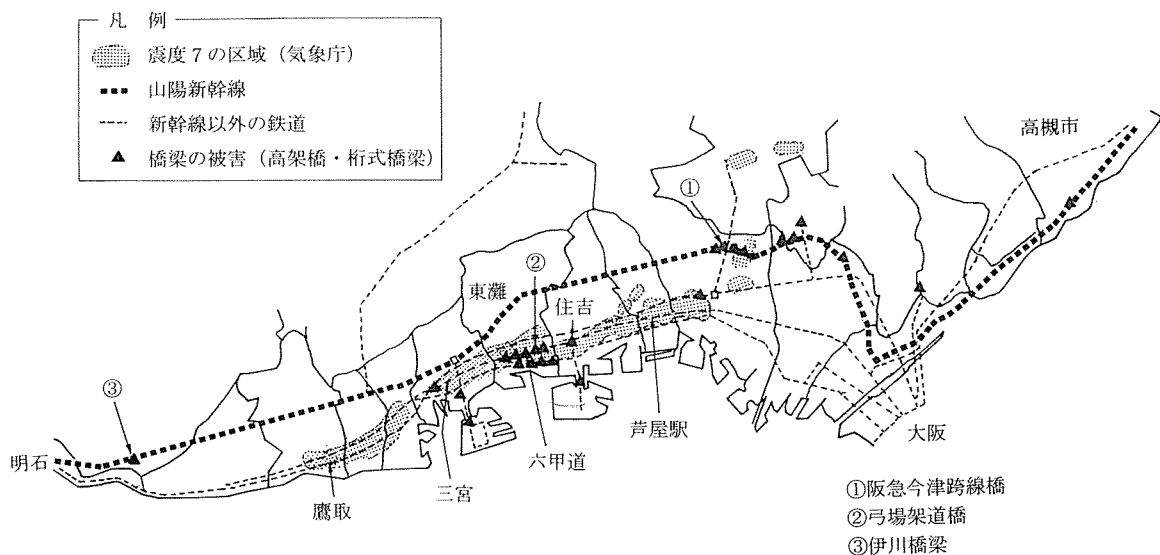 凡 例
震度7の区域（気象庁）
山陽新幹線
新幹線以外の鉄道
橋梁の被害（高架橋・桁式橋梁）
高槻市
①
②
東灘
住吉
③
芦屋駅
大阪
明石
六甲道
三宮
鷹取
①阪急今津跨線橋
②弓場架道橋
③伊川橋梁